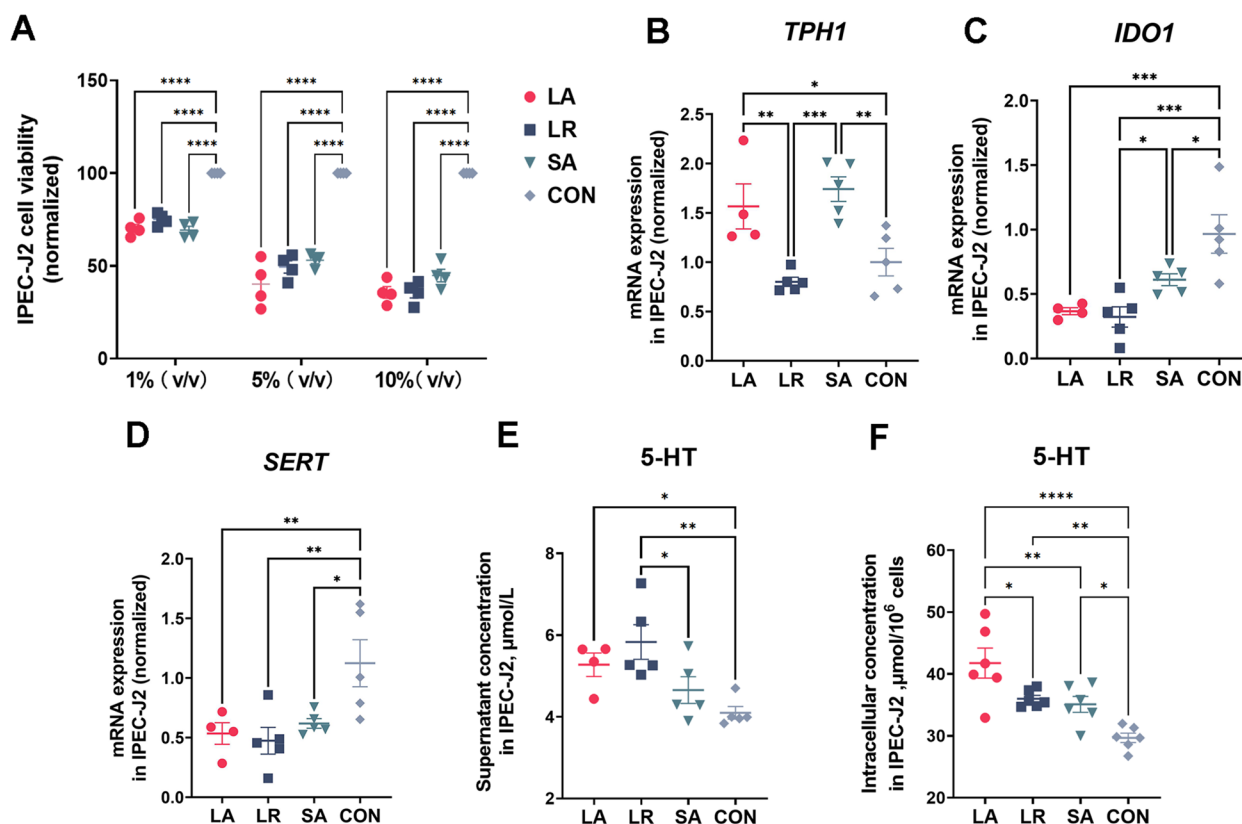 A
IPEC-J2 cell viability
(normalized)
150
100
50
0
**** **** ****
**** **** ****
**** **** ****
1%（v/v） 5%（v/v） 10%（v/v）
LA
LR
SA
CON
B
TPH1
mRNA expression
in IPEC-J2 (normalized)
2.5
2.0
1.5
1.0
0.5
0.0
*
** *** **
LA LR SA CON
C
IDO1
mRNA expression
in IPEC-J2 (normalized)
2.0
1.5
1.0
0.5
0.0
***
***
* *
LA LR SA CON
D
SERT
mRNA expression
in IPEC-J2 (normalized)
2.0
1.5
1.0
0.5
0.0
**
**
*
LA LR SA CON
E
5-HT
Supernatant concentration
in IPEC-J2, μmol/L
8
6
4
2
*
**
*
LA LR SA CON
F
5-HT
Intracellular concentration
in IPEC-J2 ,μmol/10⁶ cells
60
50
40
30
20
****
**
**
* *
LA LR SA CON